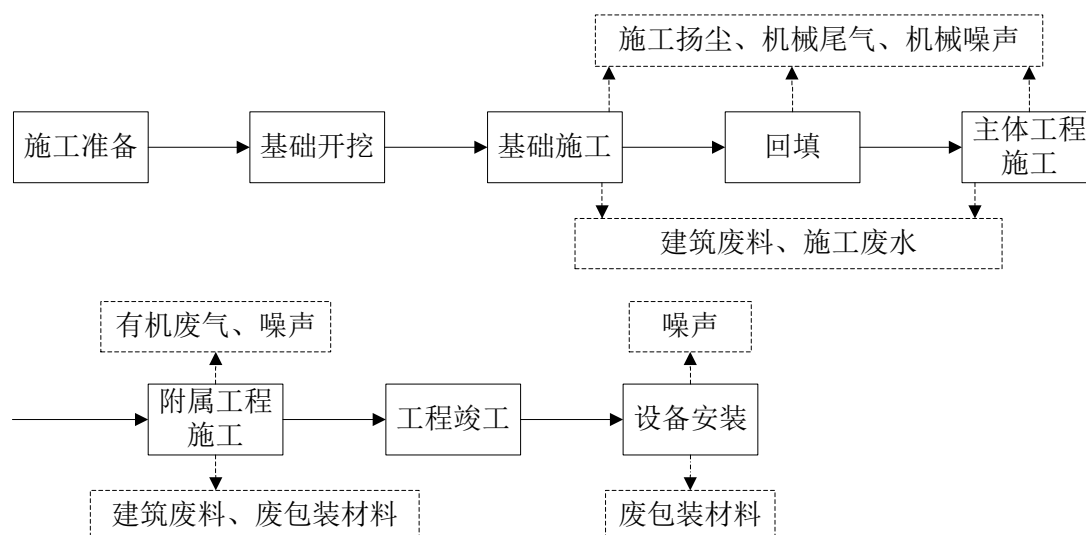 施工扬尘、机械尾气、机械噪声
施工准备
基础开挖
基础施工
回填
主体工程
施工
建筑废料、施工废水
有机废气、噪声
噪声
附属工程
施工
工程竣工
设备安装
建筑废料、废包装材料
废包装材料